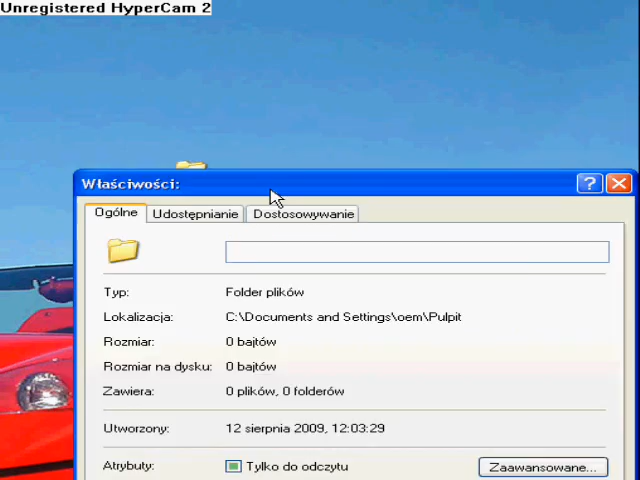 Unregistered HyperCam 2
Właściwości:
Ogólne
Udostępnianie
Dostosowywanie
Typ: Folder plików
Lokalizacja: C:\Documents and Settings\oem\Pulpit
Rozmiar: 0 bajtów
Rozmiar na dysku: 0 bajtów
Zawiera: 0 plików, 0 folderów
Utworzony: 12 sierpnia 2009, 12:03:29
Atrybuty: Tylko do odczytu Zaawansowane...